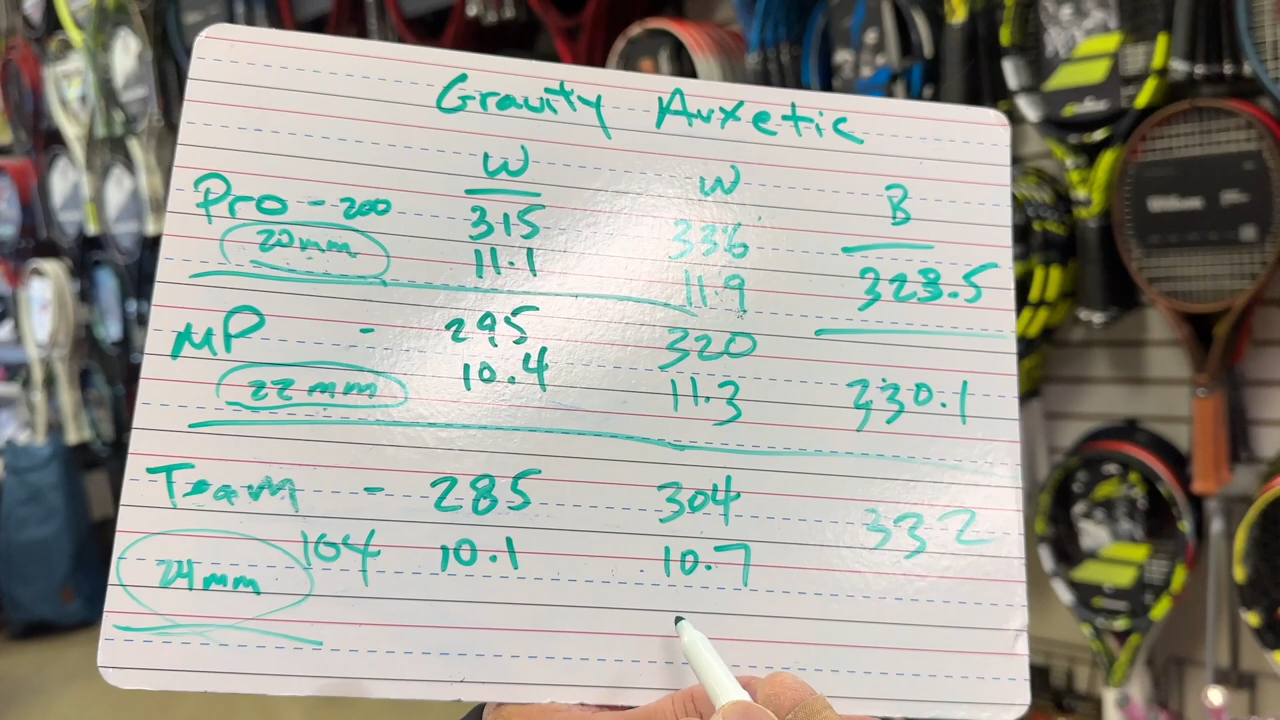 Gravity Auxetic
W W B
Pro - 200 315 336 323.5
20mm 11.1 11.9
MP - 295 320 330.1
22mm 10.4 11.3
Team - 285 304 332
24mm 104 10.1 10.7